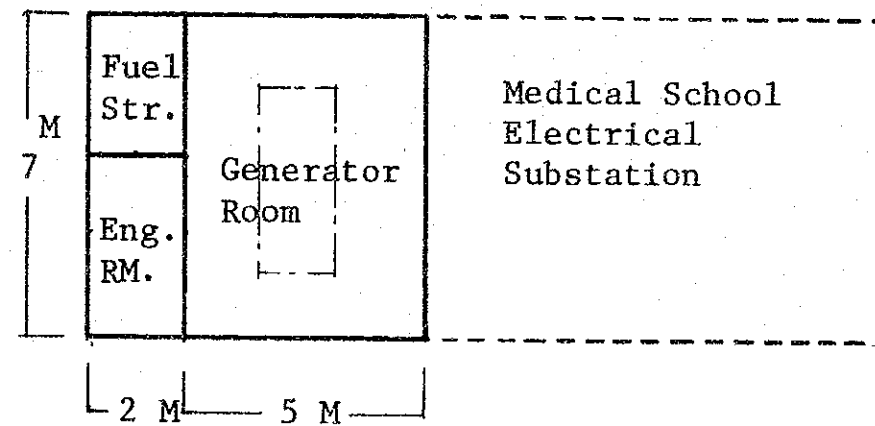 Fuel
Str.
Medical School
Electrical
Substation
M
7
Generator
Room
Eng.
RM.
2 M
5 M